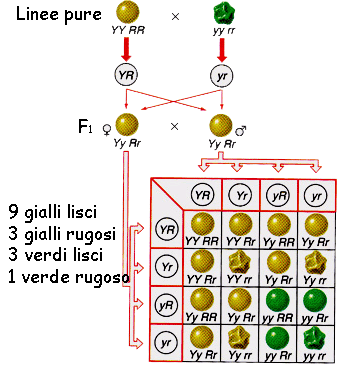 Linee pure
×
YY RR yy rr
YR yr
F1 ♀ × ♂
Yy Rr Yy Rr
YR Yr yR yr
9 gialli lisci
3 gialli rugosi
3 verdi lisci
1 verde rugoso
YR
YY RR YY Rr Yy RR Yy Rr
Yr
YY Rr YY rr Yy Rr Yy rr
yR
Yy RR Yy Rr yy RR yy Rr
yr
Yy Rr Yy rr yy Rr yy rr